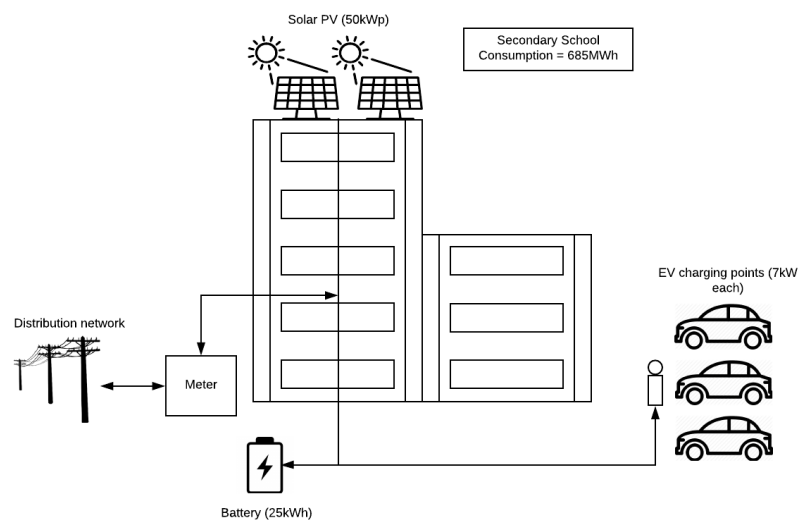 Solar PV (50kWp)
Secondary School
Consumption = 685MWh
EV charging points (7kW
each)
Distribution network
Meter
Battery (25kWh)